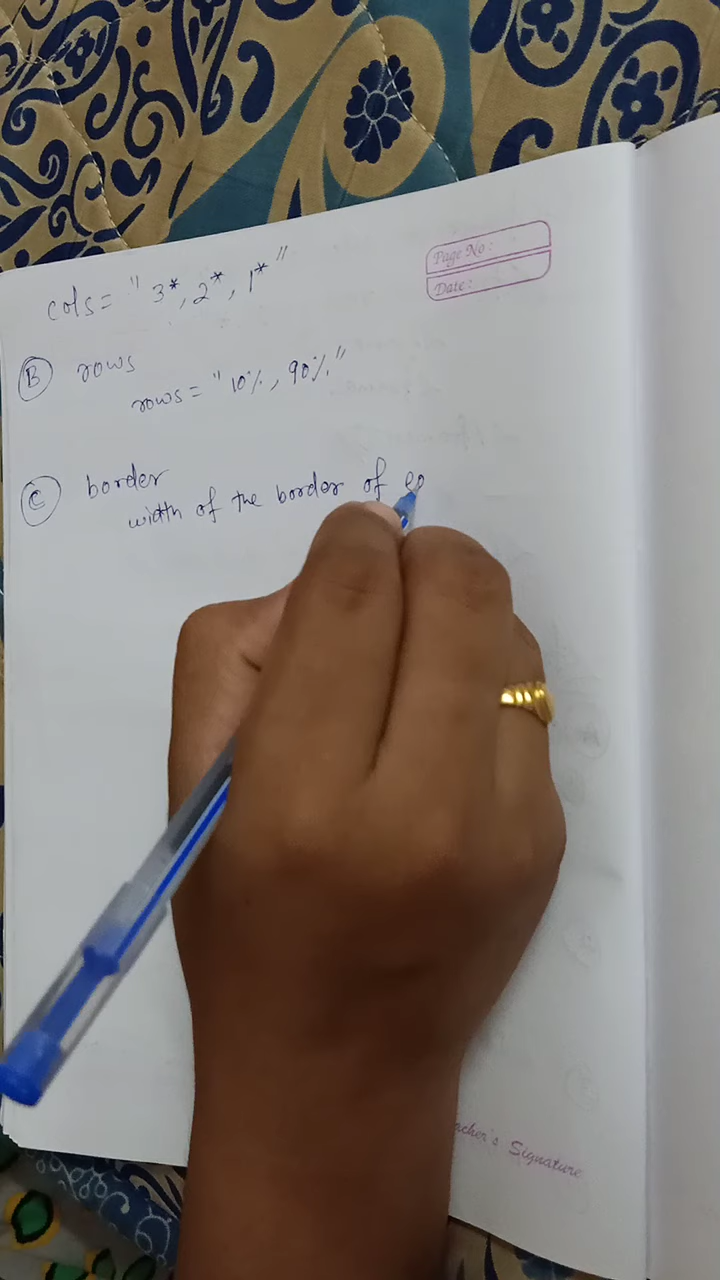 Page No :
Date :
cols = " 3*, 2*, 1* "
B rows
rows = " 10%, 90% "
C border
width of the border of
Signature